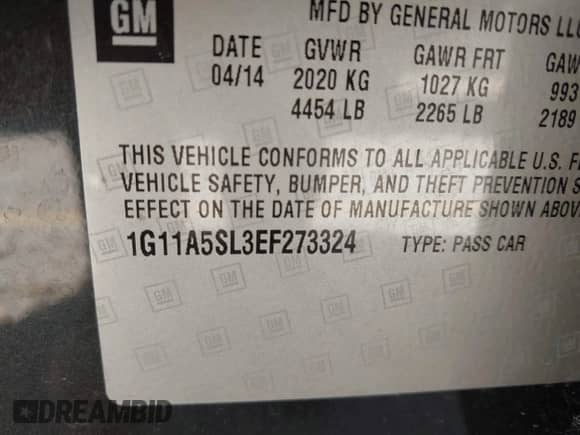 GM
MFD BY GENERAL MOTORS LLC
DATE GVWR GAWR FRT GAW
04/14 2020 KG 1027 KG 993
4454 LB 2265 LB 2189
THIS VEHICLE CONFORMS TO ALL APPLICABLE U.S. F
VEHICLE SAFETY, BUMPER, AND THEFT PREVENTION S
EFFECT ON THE DATE OF MANUFACTURE SHOWN ABOV
1G11A5SL3EF273324 TYPE: PASS CAR
DREAMBID